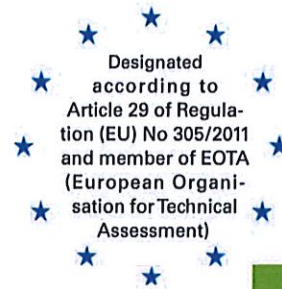 Designated
according to
Article 29 of Regula-
tion (EU) No 305/2011
and member of EOTA
(European Organi-
sation for Technical
Assessment)